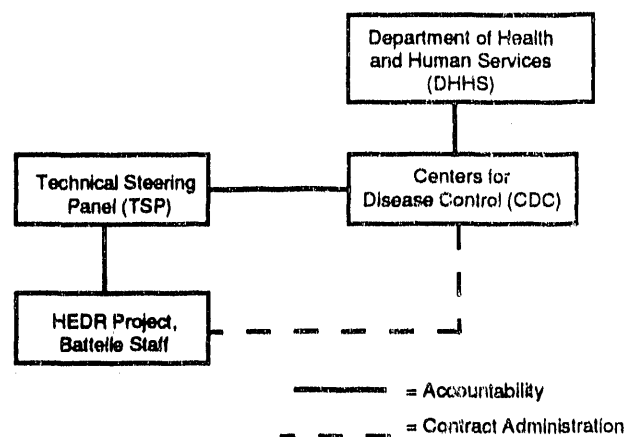 Department of Health
and Human Services
(DHHS)
Technical Steering
Panel (TSP)
Centers for
Disease Control (CDC)
HEDR Project,
Battelle Staff
= Accountability
= Contract Administration